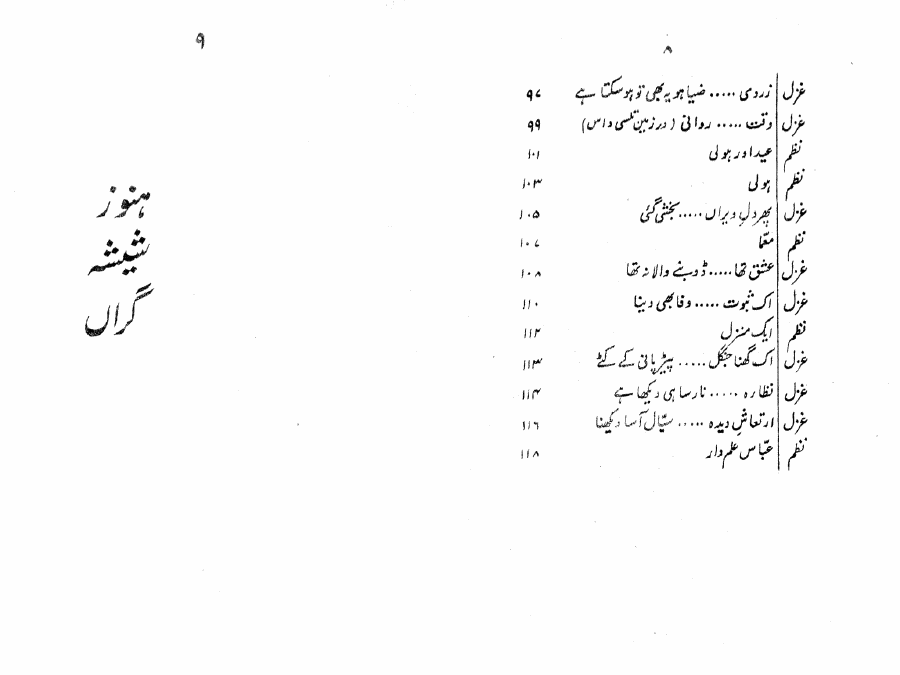 ۸
غزل زردی ..... ضیا ہو یہ بھی تو ہو سکتا ہے ۹۷
غزل وقت ..... روانی (در زمین تلسی داس) ۹۹
نظم عید اور ہولی ۱۰۱
نظم ہولی ۱۰۳
غزل پھر دلِ ویراں ..... بخشی گئی ۱۰۵
نظم معمّا ۱۰۷
غزل عشق تھا ..... ڈوبنے والا نہ تھا ۱۰۸
غزل اک ثبوت ..... وفا بھی دینا ۱۱۰
نظم ایک منزل ۱۱۲
غزل اک گھنا جنگل ..... پیڑ پانی کے کٹے ۱۱۳
غزل نظارہ ..... نارسا ہی دیکھا ہے ۱۱۴
غزل ارتعاشِ دیدہ ..... سیّال آسا دیکھنا ۱۱۶
نظم عبّاس علم دار ۱۱۸
۹
ہنوز
شیشہ
گراں